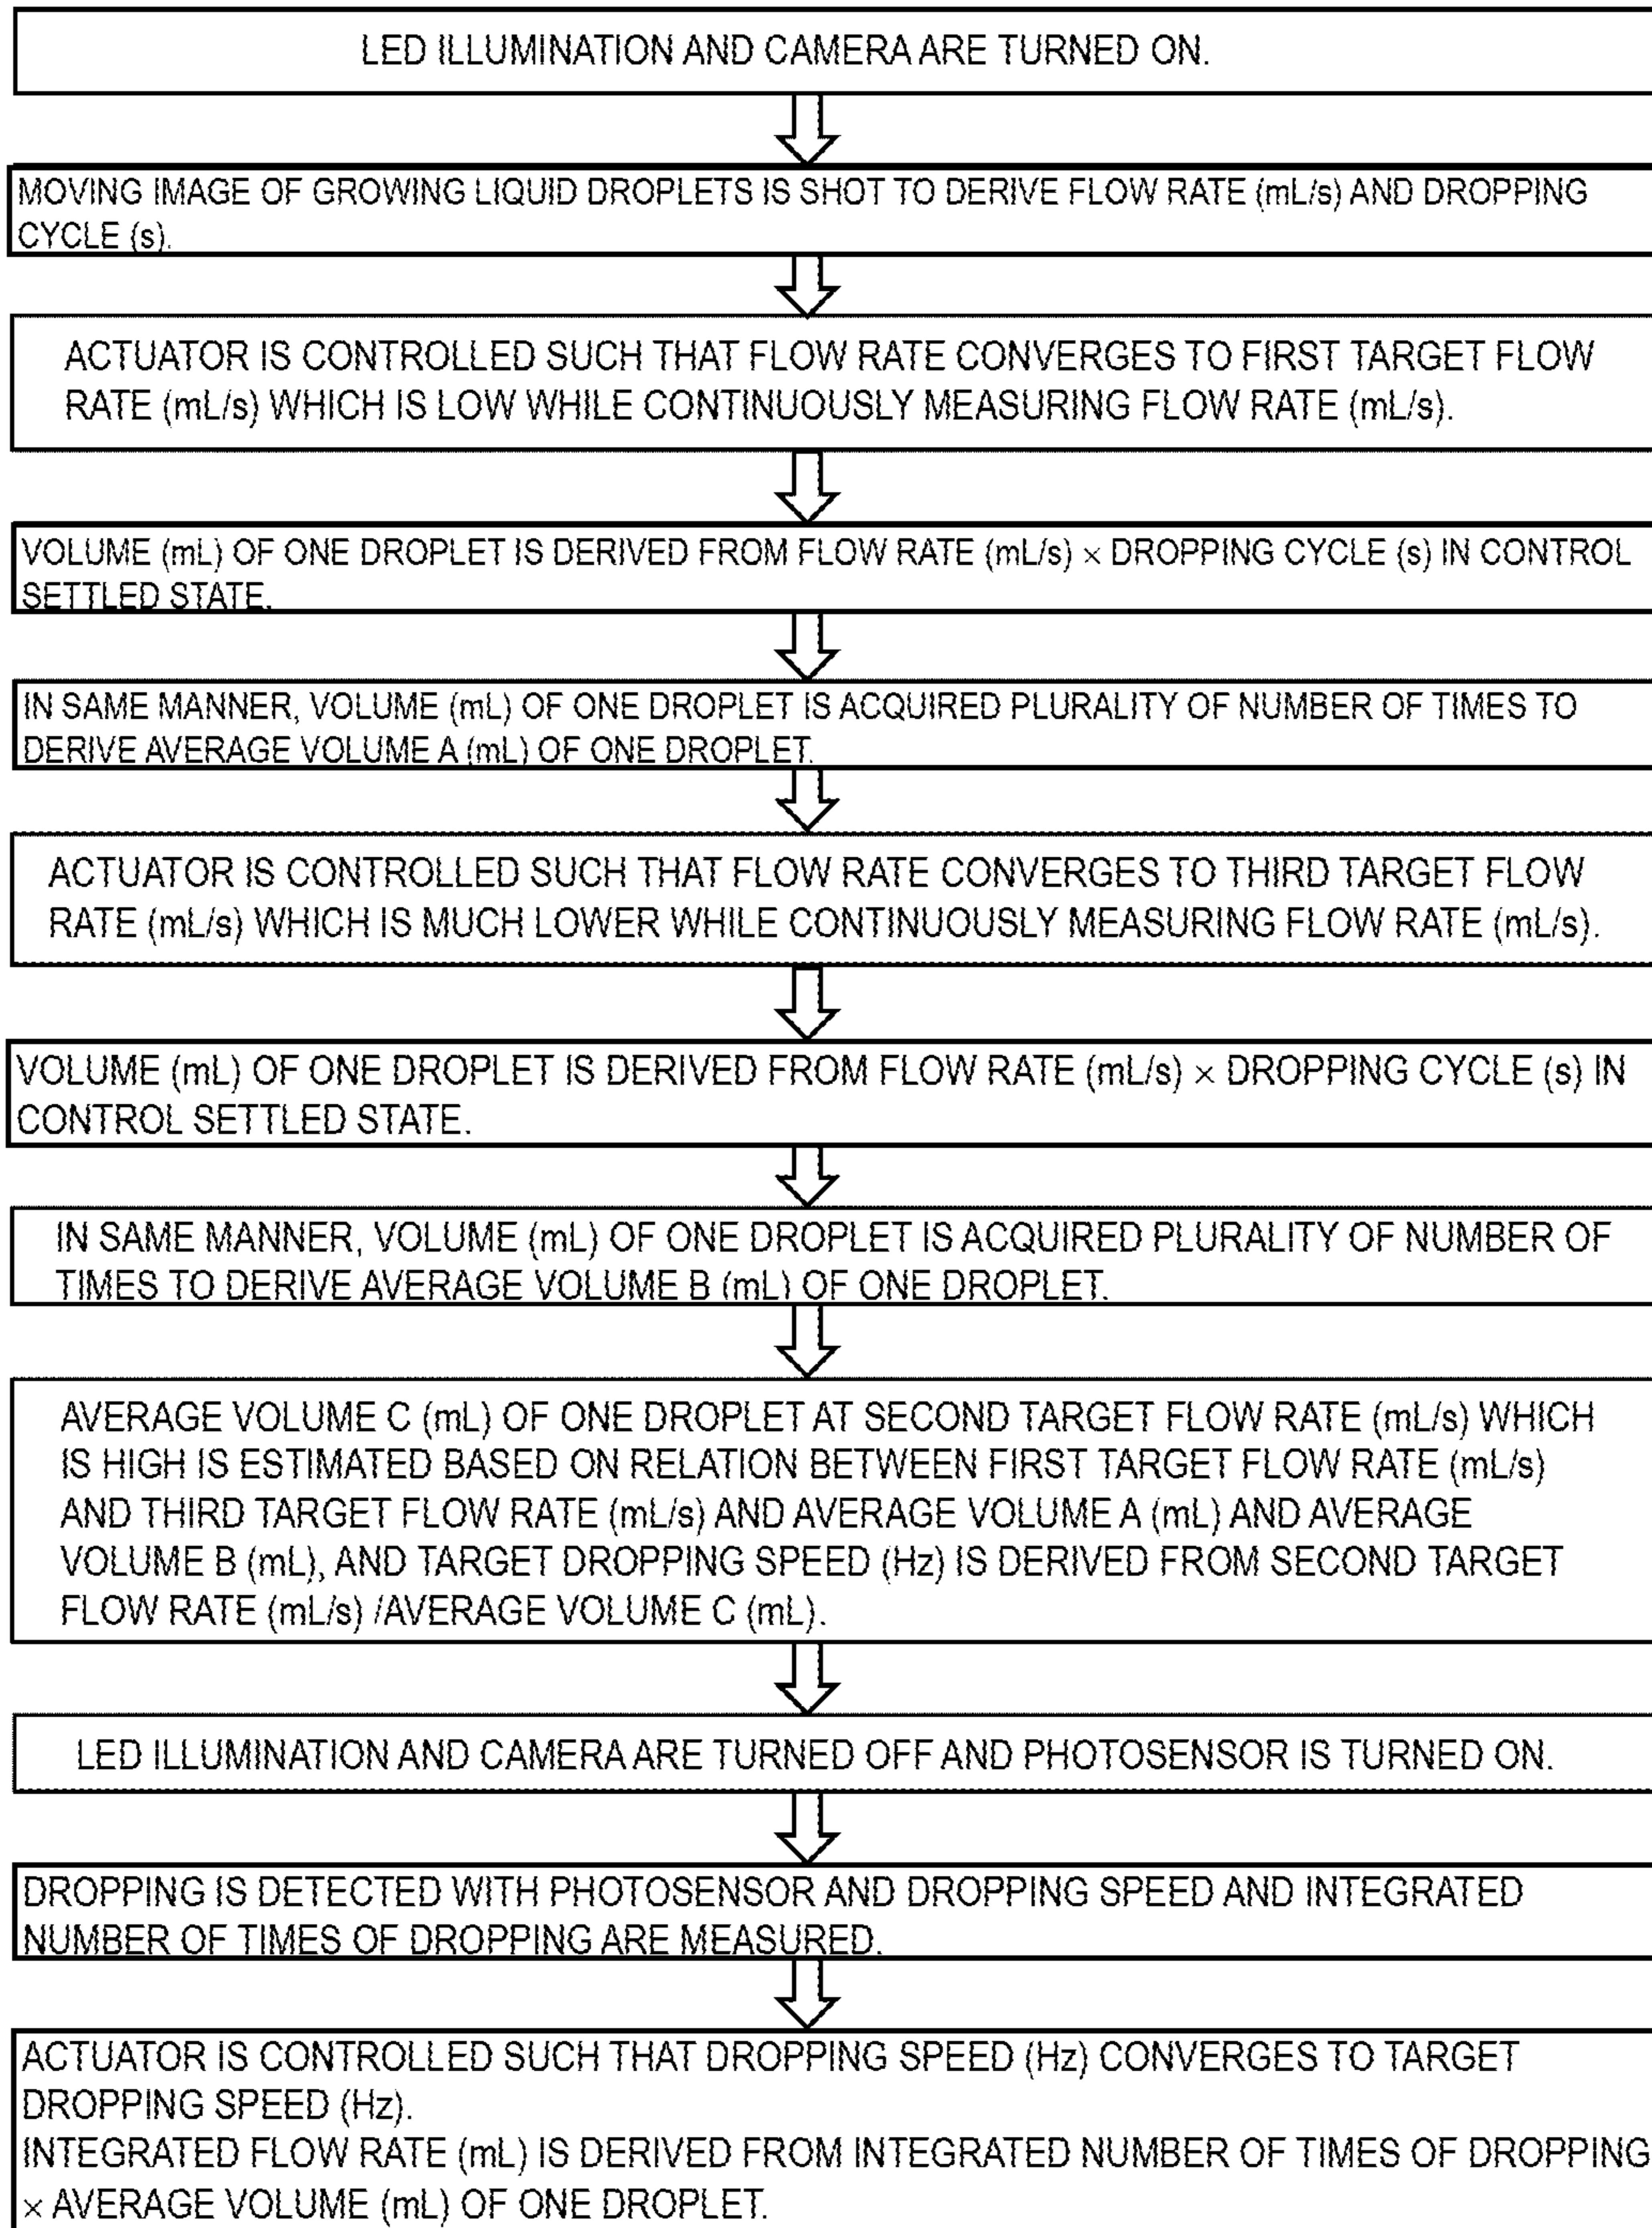 LED ILLUMINATION AND CAMERA ARE TURNED ON.
MOVING IMAGE OF GROWING LIQUID DROPLETS IS SHOT TO DERIVE FLOW RATE (mL/s) AND DROPPING
CYCLE (s).
ACTUATOR IS CONTROLLED SUCH THAT FLOW RATE CONVERGES TO FIRST TARGET FLOW
RATE (mL/s) WHICH IS LOW WHILE CONTINUOUSLY MEASURING FLOW RATE (mL/s).
VOLUME (mL) OF ONE DROPLET IS DERIVED FROM FLOW RATE (mL/s) × DROPPING CYCLE (s) IN CONTROL
SETTLED STATE.
IN SAME MANNER, VOLUME (mL) OF ONE DROPLET IS ACQUIRED PLURALITY OF NUMBER OF TIMES TO
DERIVE AVERAGE VOLUME A (mL) OF ONE DROPLET.
ACTUATOR IS CONTROLLED SUCH THAT FLOW RATE CONVERGES TO THIRD TARGET FLOW
RATE (mL/s) WHICH IS MUCH LOWER WHILE CONTINUOUSLY MEASURING FLOW RATE (mL/s).
VOLUME (mL) OF ONE DROPLET IS DERIVED FROM FLOW RATE (mL/s) × DROPPING CYCLE (s) IN
CONTROL SETTLED STATE.
IN SAME MANNER, VOLUME (mL) OF ONE DROPLET IS ACQUIRED PLURALITY OF NUMBER OF
TIMES TO DERIVE AVERAGE VOLUME B (mL) OF ONE DROPLET.
AVERAGE VOLUME C (mL) OF ONE DROPLET AT SECOND TARGET FLOW RATE (mL/s) WHICH
IS HIGH IS ESTIMATED BASED ON RELATION BETWEEN FIRST TARGET FLOW RATE (mL/s)
AND THIRD TARGET FLOW RATE (mL/s) AND AVERAGE VOLUME A (mL) AND AVERAGE
VOLUME B (mL), AND TARGET DROPPING SPEED (Hz) IS DERIVED FROM SECOND TARGET
FLOW RATE (mL/s) /AVERAGE VOLUME C (mL).
LED ILLUMINATION AND CAMERA ARE TURNED OFF AND PHOTOSENSOR IS TURNED ON.
DROPPING IS DETECTED WITH PHOTOSENSOR AND DROPPING SPEED AND INTEGRATED
NUMBER OF TIMES OF DROPPING ARE MEASURED.
ACTUATOR IS CONTROLLED SUCH THAT DROPPING SPEED (Hz) CONVERGES TO TARGET
DROPPING SPEED (Hz).
INTEGRATED FLOW RATE (mL) IS DERIVED FROM INTEGRATED NUMBER OF TIMES OF DROPPING
× AVERAGE VOLUME (mL) OF ONE DROPLET.